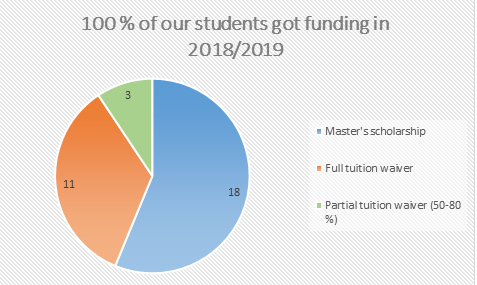 100 % of our students got funding in
2018/2019
3
11
18
Master's scholarship
Full tuition waiver
Partial tuition waiver (50-80
%)